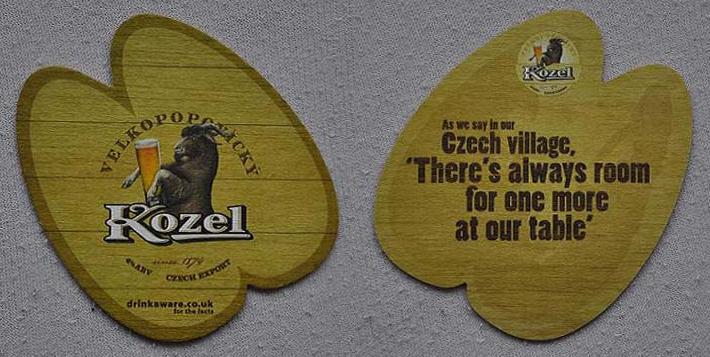 VELKOPOPOVICKÝ
Kozel
since 1874
4% ABV CZECH EXPORT
drinkaware.co.uk
for the facts
Kozel
As we say in our
Czech village,
'There's always room
for one more
at our table'